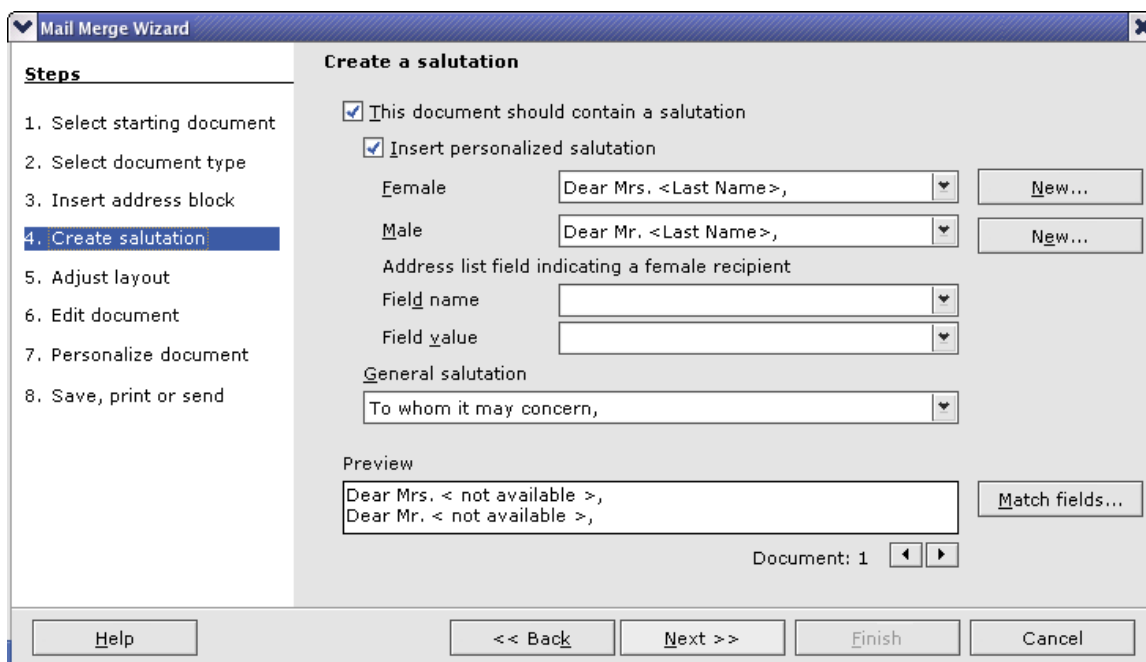 Mail Merge Wizard
Steps
1. Select starting document
2. Select document type
3. Insert address block
4. Create salutation
5. Adjust layout
6. Edit document
7. Personalize document
8. Save, print or send
Create a salutation
This document should contain a salutation
Insert personalized salutation
Female Dear Mrs. <Last Name>, New...
Male Dear Mr. <Last Name>, New...
Address list field indicating a female recipient
Field name
Field value
General salutation
To whom it may concern,
Preview
Dear Mrs. < not available >,
Dear Mr. < not available >,
Match fields...
Document: 1
Help << Back Next >> Finish Cancel